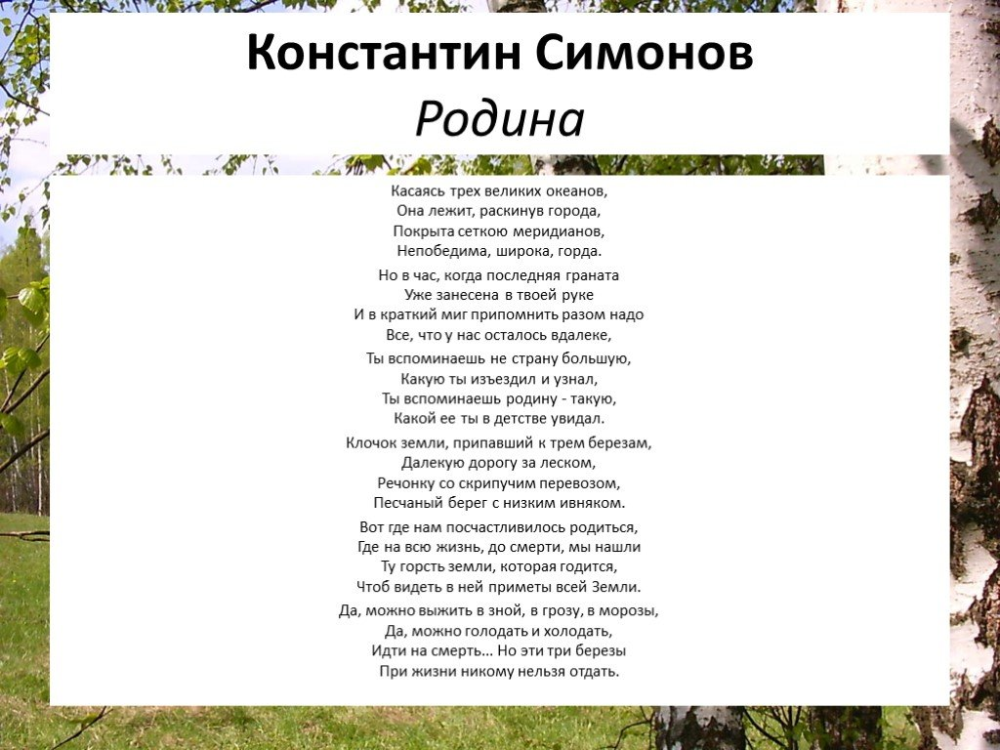 Константин Симонов
Родина
Касаясь трех великих океанов,
Она лежит, раскинув города,
Покрыта сеткою меридианов,
Непобедима, широка, горда.
Но в час, когда последняя граната
Уже занесена в твоей руке
И в краткий миг припомнить разом надо
Все, что у нас осталось вдалеке,
Ты вспоминаешь не страну большую,
Какую ты изъездил и узнал,
Ты вспоминаешь родину - такую,
Какой ее ты в детстве увидал.
Клочок земли, припавший к трем березам,
Далекую дорогу за леском,
Речонку со скрипучим перевозом,
Песчаный берег с низким ивняком.
Вот где нам посчастливилось родиться,
Где на всю жизнь, до смерти, мы нашли
Ту горсть земли, которая годится,
Чтоб видеть в ней приметы всей Земли.
Да, можно выжить в зной, в грозу, в морозы,
Да, можно голодать и холодать,
Идти на смерть... Но эти три березы
При жизни никому нельзя отдать.